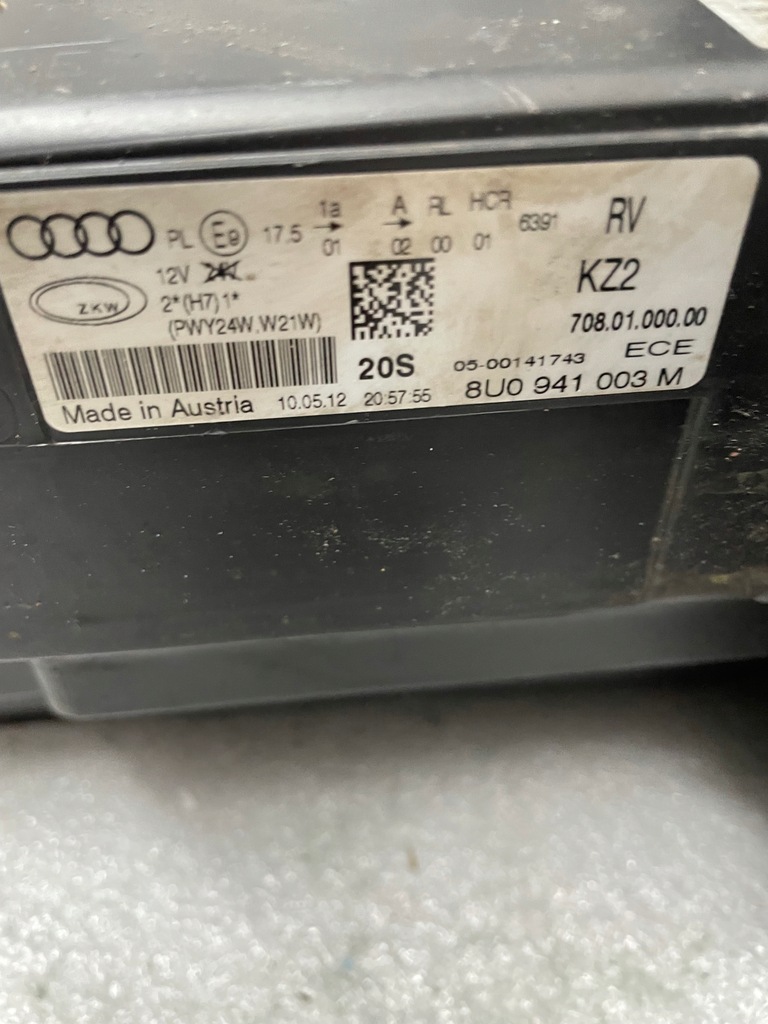 PL E8 17.5 1a A RL HCR 6391 RV
01 02 00 01
12V KZ2
ZKW 2*(H7)1*
(PWY24W,W21W) 708.01.000.00
20S 05-00141743 ECE
Made in Austria 10.05.12 20:57:55 8U0 941 003 M